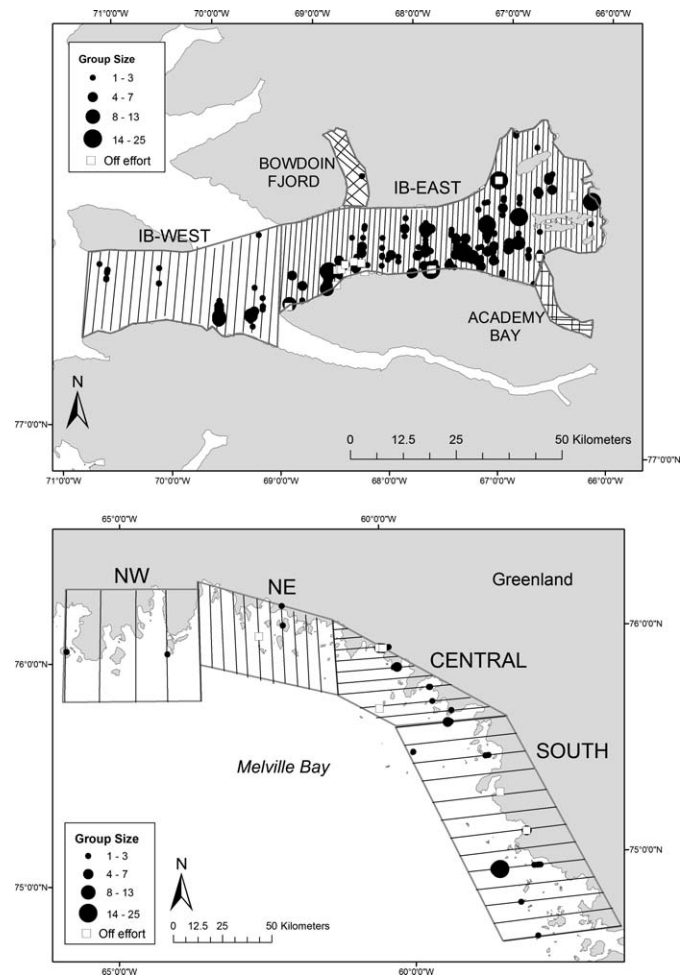 70°0'0"W 69°0'0"W 68°0'0"W 67°0'0"W 66°0'0"W
Group Size
1 - 3
4 - 7
8 - 13
14 - 25
Off effort
BOWDOIN
FJORD
IB-EAST
IB-WEST
ACADEMY
BAY
N
77°0'0"N
0 12.5 25 50 Kilometers
77°0'0"N
71°0'0"W 70°0'0"W 69°0'0"W 68°0'0"W 67°0'0"W 66°0'0"W
65°0'0"W 60°0'0"W
NW
NE
Greenland
76°0'0"N
76°0'0"N
CENTRAL
SOUTH
Melville Bay
Group Size
1 - 3
4 - 7
8 - 13
14 - 25
Off effort
N
75°0'0"N
75°0'0"N
0 12.5 25 50 Kilometers
65°0'0"W 60°0'0"W